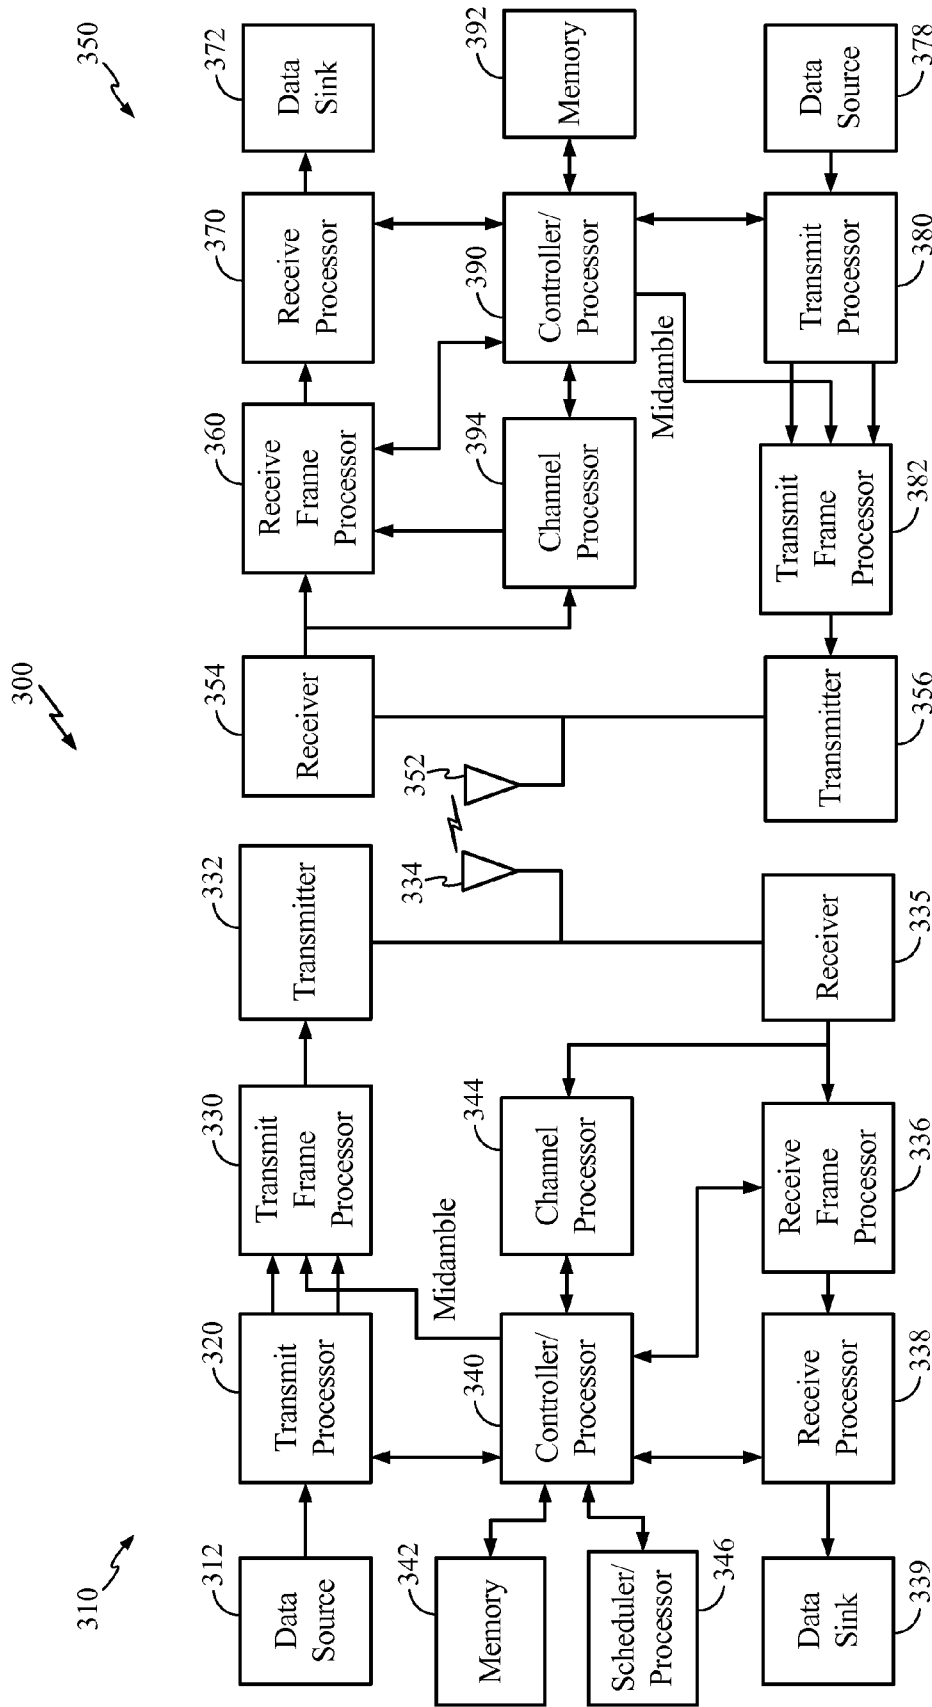 300
310
350
312
Data
Source
320
Transmit
Processor
330
Transmit
Frame
Processor
332
Transmitter
354
Receiver
360
Receive
Frame
Processor
370
Receive
Processor
372
Data
Sink
Midamble
334
352
342
Memory
340
Controller/
Processor
344
Channel
Processor
394
Channel
Processor
390
Controller/
Processor
392
Memory
Scheduler/
Processor
346
Midamble
Data
Sink
339
Receive
Processor
338
Receive
Frame
Processor
336
Receiver
335
Transmitter
356
Transmit
Frame
Processor
382
Transmit
Processor
380
Data
Source
378